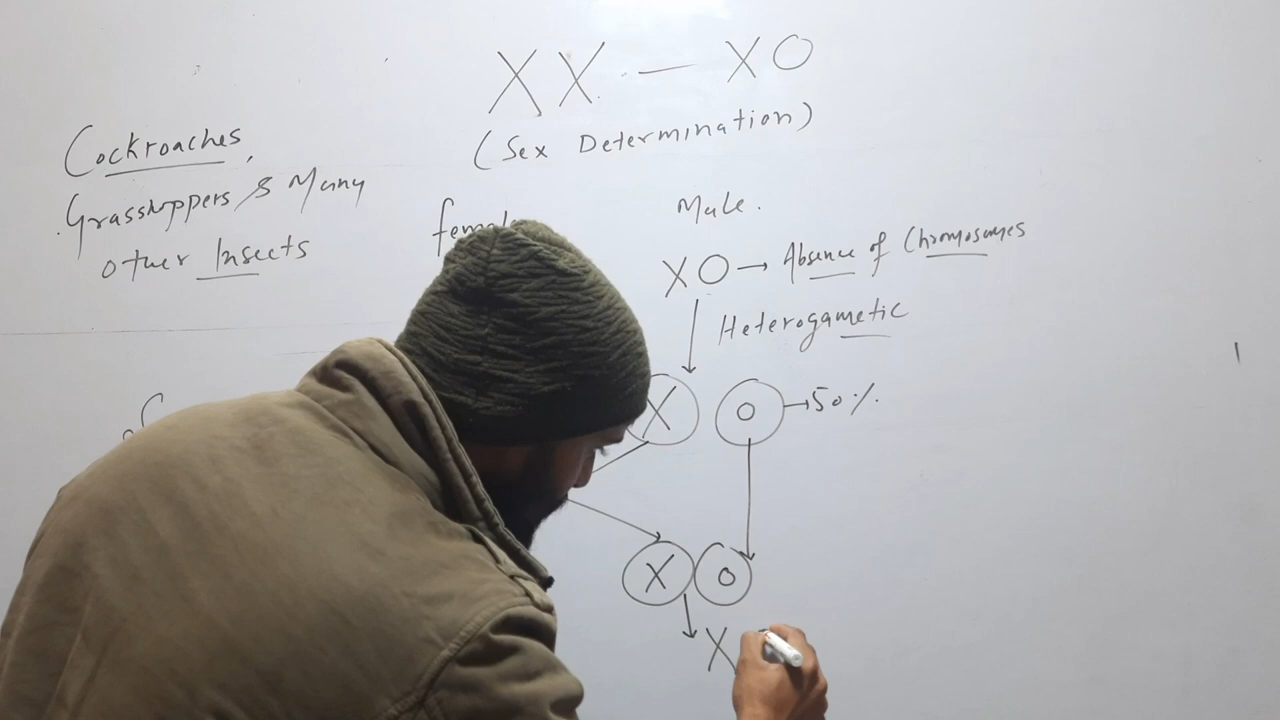 XX — XO
(Sex Determination)
Cockroaches,
Grasshoppers, & Many
other Insects
Male.
XO → Absence of Chromosomes
Heterogametic
X O → 50%
X O
X